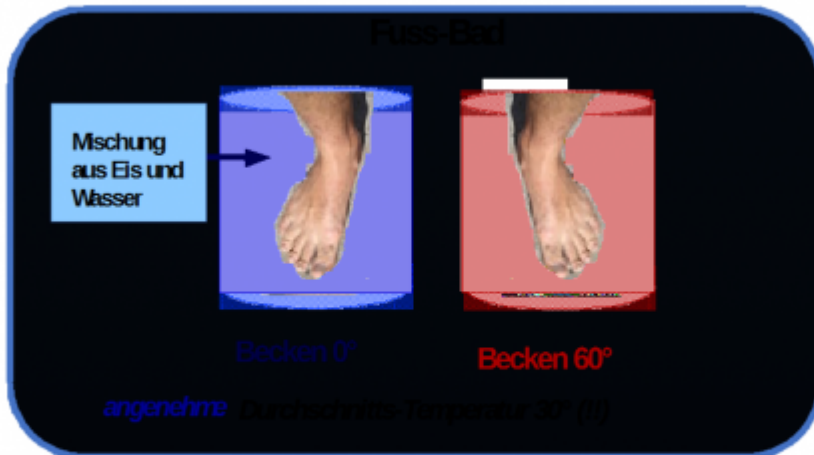 Fuss-Bad
Mischung
aus Eis und
Wasser
Becken 0°
Becken 60°
angenehme Durchschnitts-Temperatur 30° (!!)